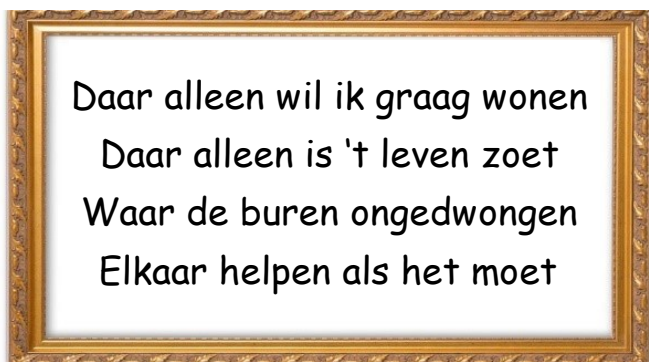 Daar alleen wil ik graag wonen
Daar alleen is ‘t leven zoet
Waar de buren ongedwongen
Elkaar helpen als het moet